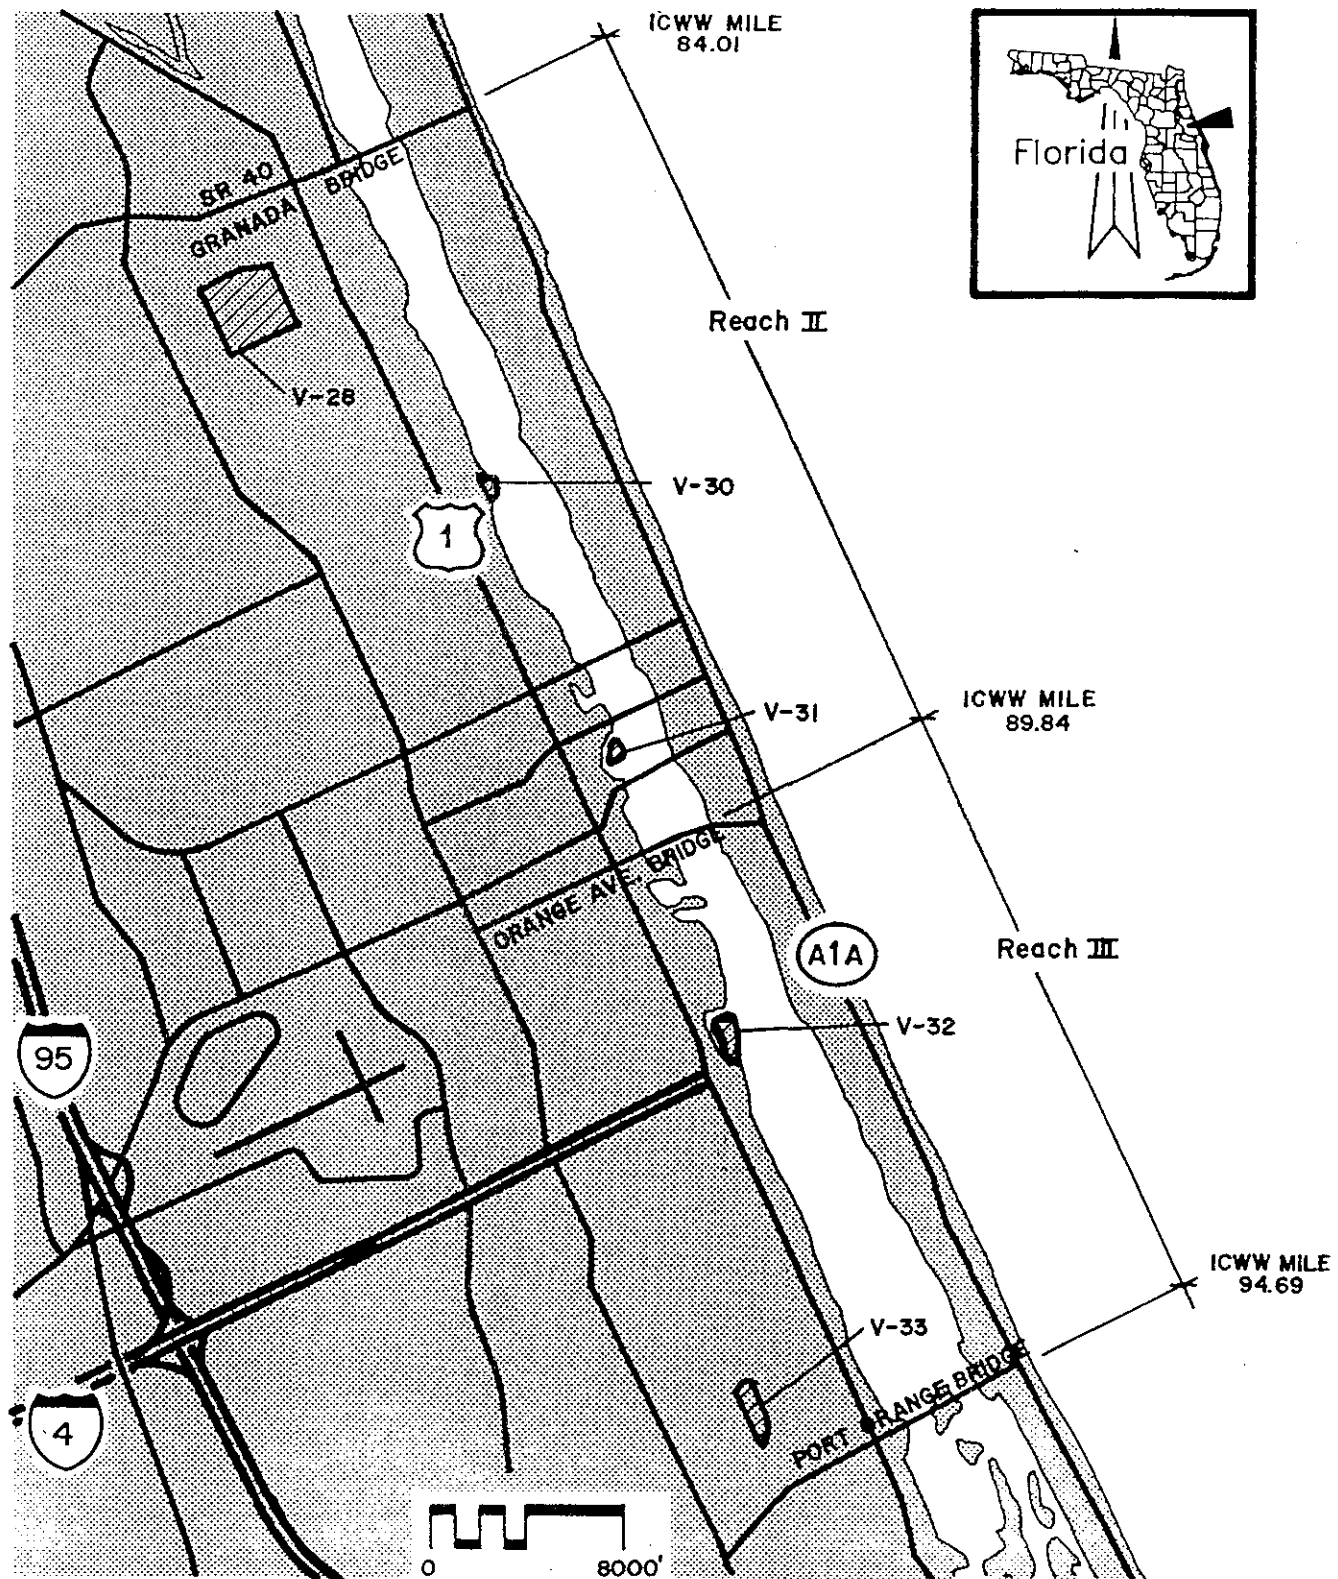 ICWW MILE
84.01
Florida
SR 40
GRANADA BRIDGE
Reach II
V-28
V-30
1
V-31
ICWW MILE
89.84
ORANGE AVE. BRIDGE
A1A
Reach III
V-32
95
ICWW MILE
94.69
V-33
PORT ORANGE BRIDGE
4
0 8000'